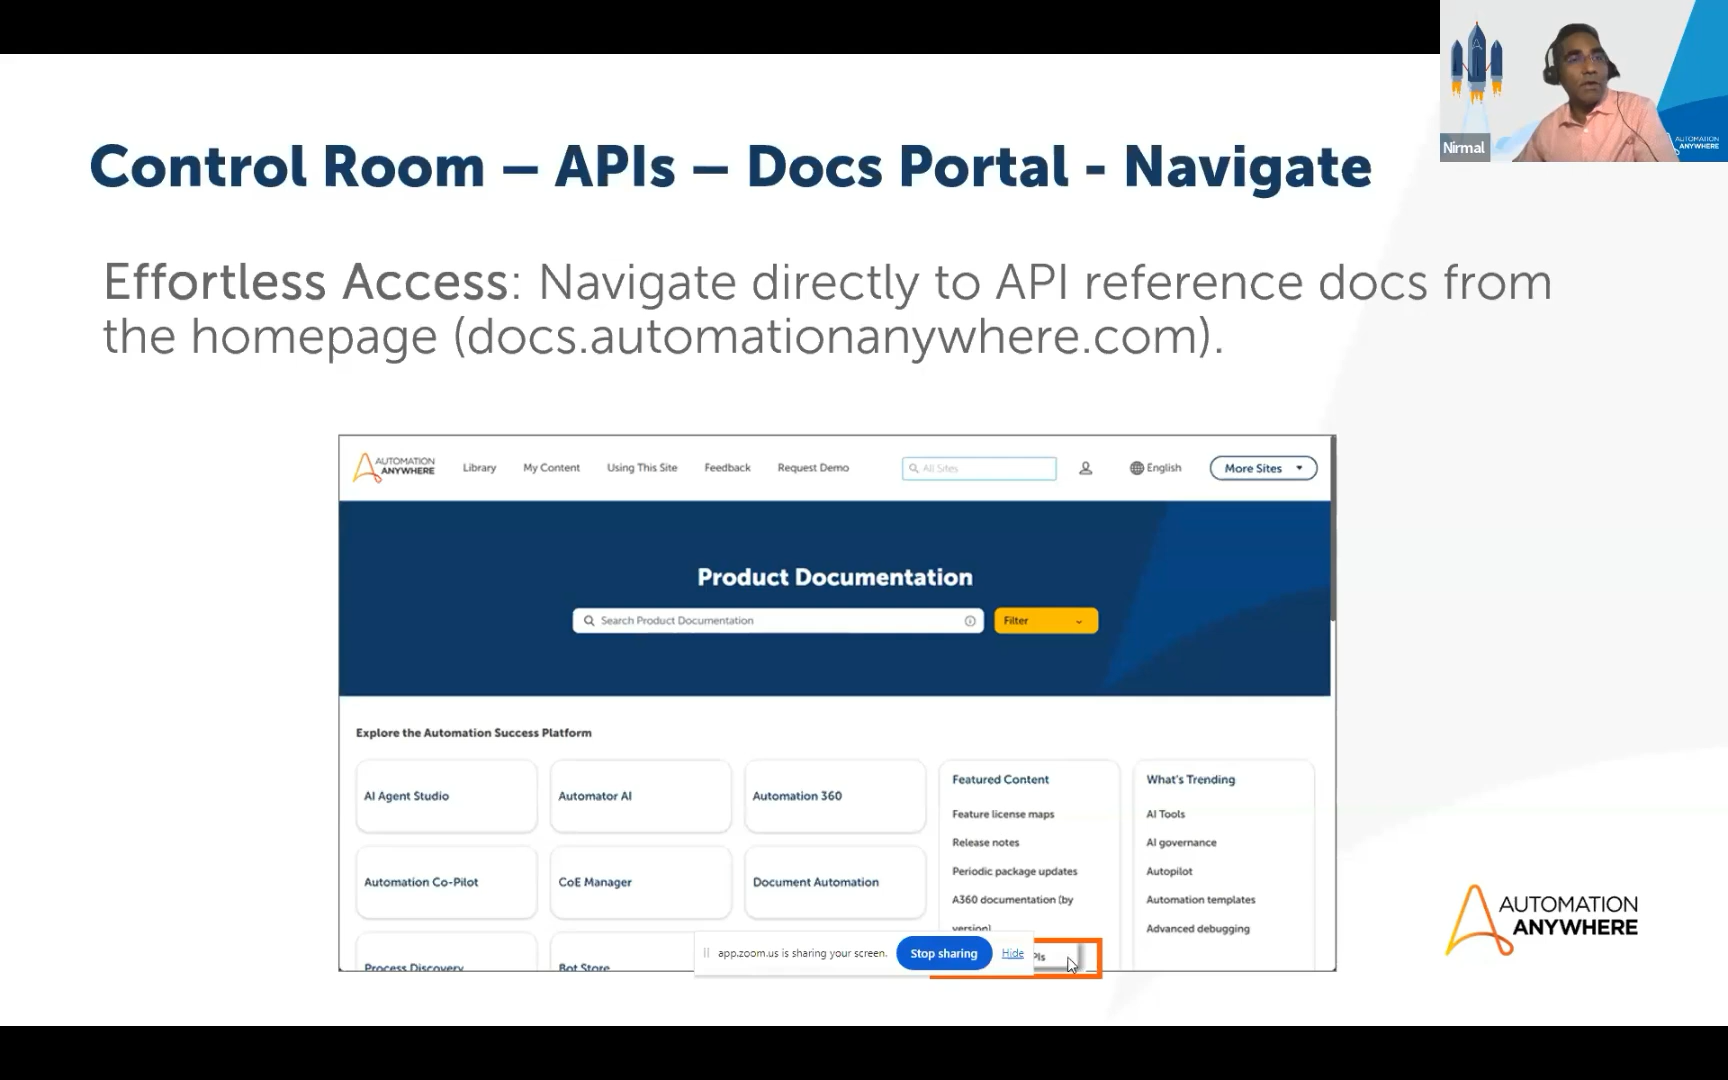 Nirmal
AUTOMATION
ANYWHERE
Control Room – APIs – Docs Portal - Navigate
Effortless Access: Navigate directly to API reference docs from
the homepage (docs.automationanywhere.com).
AUTOMATION
ANYWHERE
Library
My Content
Using This Site
Feedback
Request Demo
All Sites
English
More Sites
Product Documentation
Search Product Documentation
Filter
Explore the Automation Success Platform
AI Agent Studio
Automator AI
Automation 360
Automation Co-Pilot
CoE Manager
Document Automation
Process Discovery
Bot Store
Featured Content
Feature license maps
Release notes
Periodic package updates
A360 documentation (by
version)
What's Trending
AI Tools
AI governance
Autopilot
Automation templates
Advanced debugging
app.zoom.us is sharing your screen.
Stop sharing
Hide
AUTOMATION
ANYWHERE